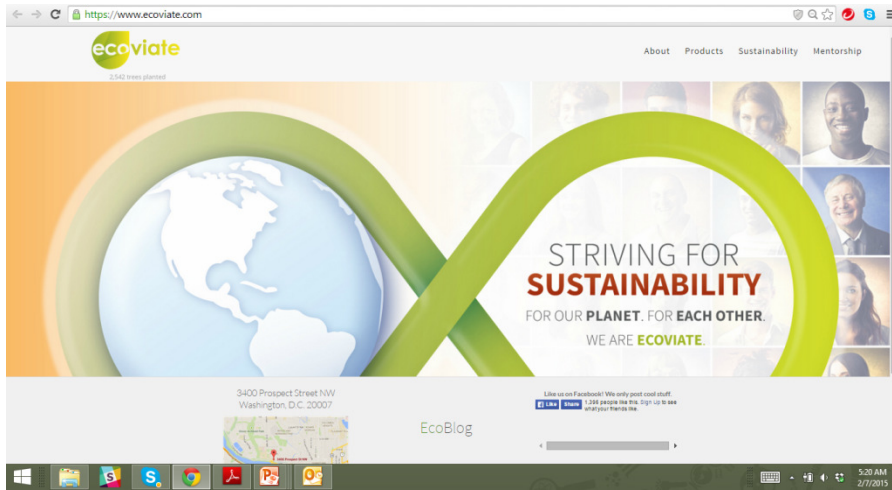 https://www.ecoviate.com
ecoviate
2,542 trees planted
About Products Sustainability Mentorship
STRIVING FOR
SUSTAINABILITY
FOR OUR PLANET. FOR EACH OTHER.
WE ARE ECOVIATE.
3400 Prospect Street NW
Washington, D.C. 20007
EcoBlog
Like us on Facebook! We only post cool stuff.
Like Share
1,396 people like this. Sign Up to see
what your friends like.
5:20 AM
2/7/2015